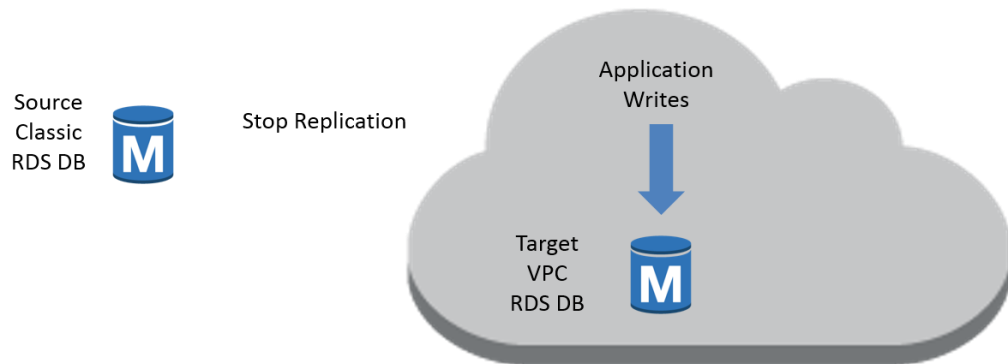 Source
Classic
RDS DB
M
Stop Replication
Application
Writes
Target
VPC
RDS DB
M